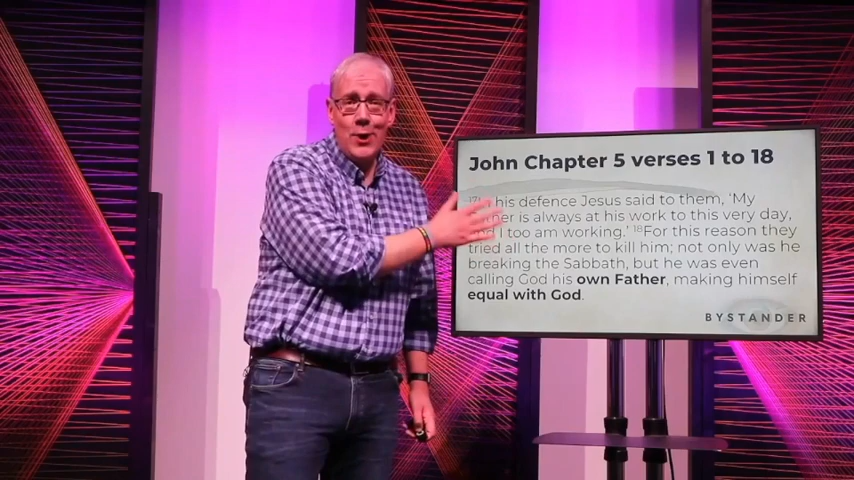 John Chapter 5 verses 1 to 18
his defence Jesus said to them, ‘My
is always at his work to this very day,
I too am working.’ ¹⁸For this reason they
tried all the more to kill him; not only was he
breaking the Sabbath, but he was even
calling God his own Father, making himself
equal with God.
BYSTANDER